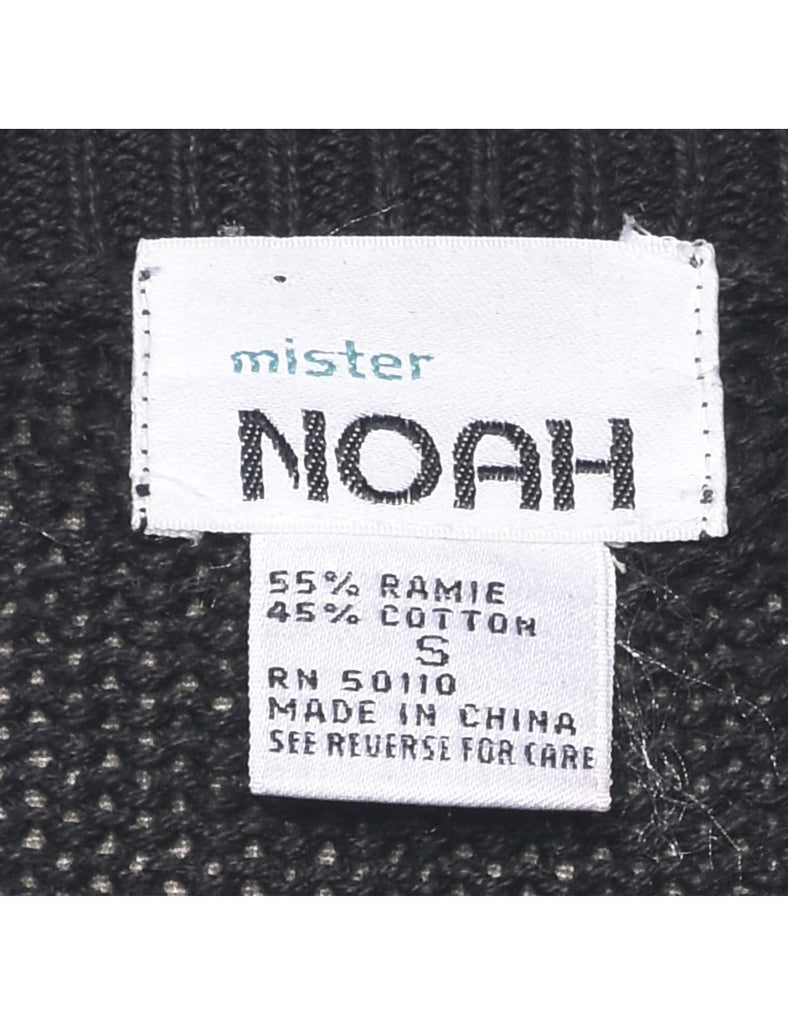 mister
NOAH
55% RAMIE
45% COTTON
S
RN 50110
MADE IN CHINA
SEE REVERSE FOR CARE